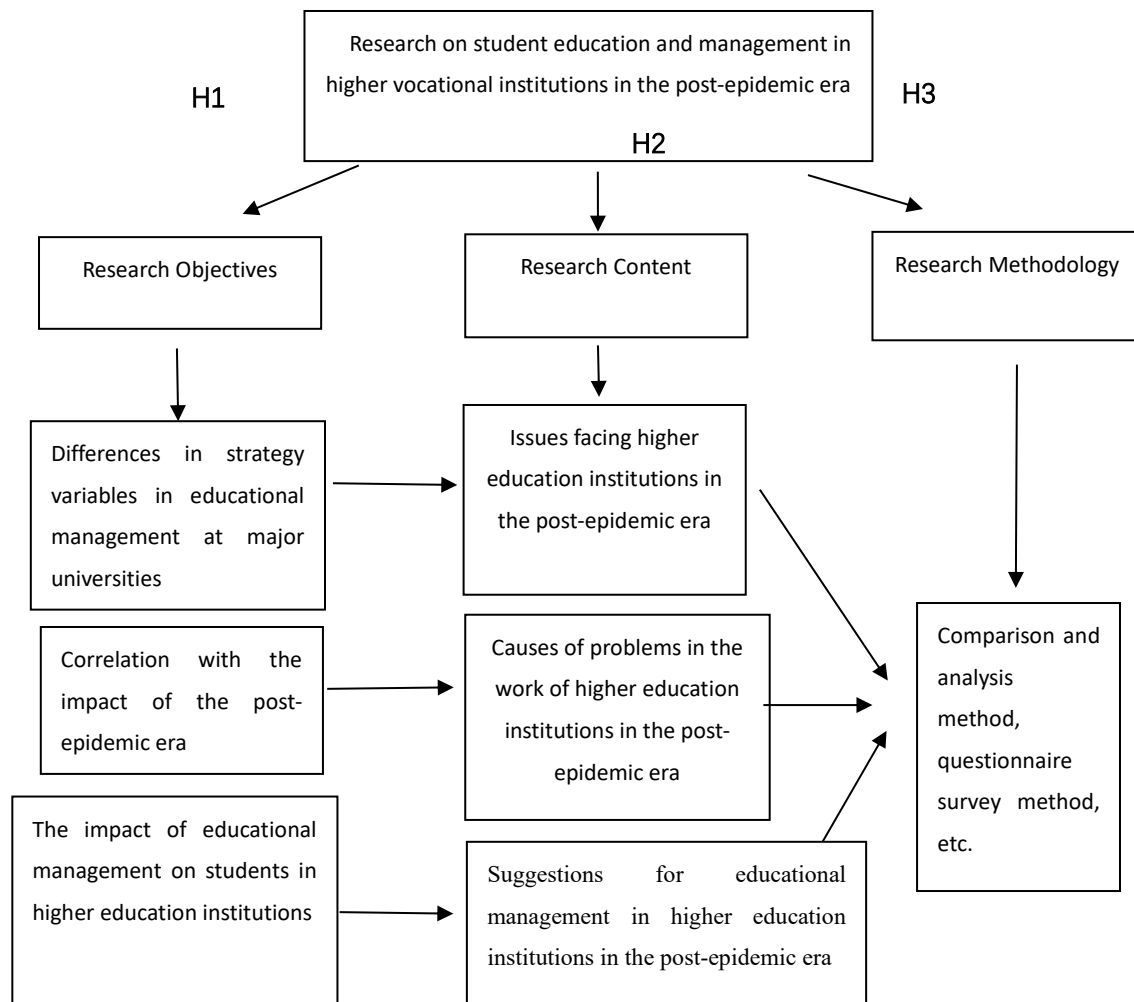 Research on student education and management in
higher vocational institutions in the post-epidemic era
H1
H3
H2
Research Objectives
Research Content
Research Methodology
Differences in strategy
variables in educational
management at major
universities
Issues facing higher
education institutions in
the post-epidemic era
Correlation with the
impact of the post-
epidemic era
Causes of problems in the
work of higher education
institutions in the post-
epidemic era
Comparison and
analysis
method,
questionnaire
survey method,
etc.
The impact of educational
management on students in
higher education institutions
Suggestions for educational
management in higher education
institutions in the post-epidemic era